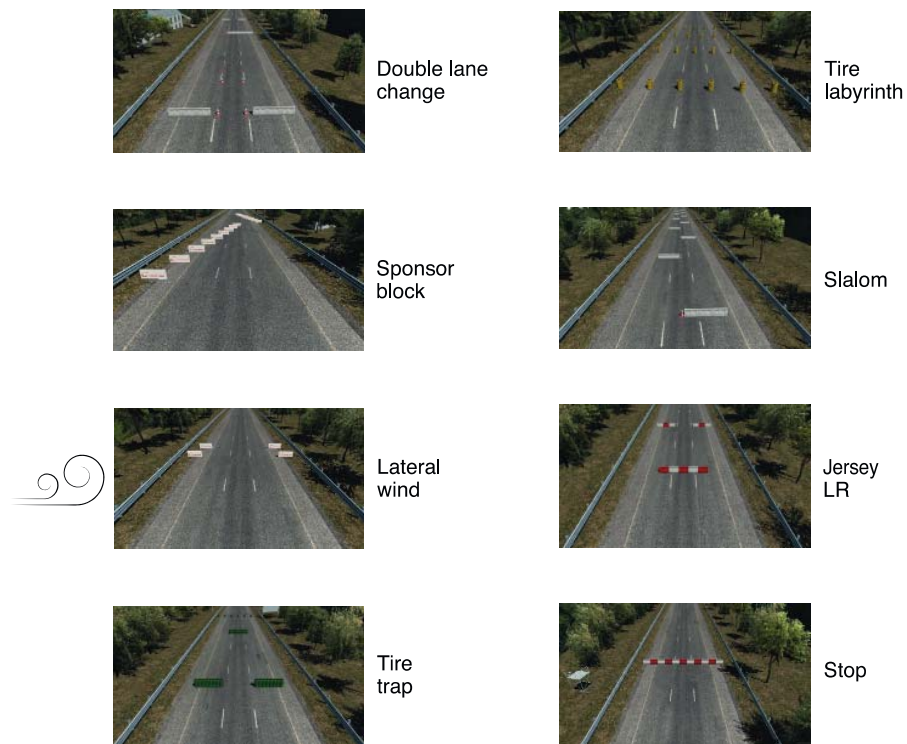 Double lane
change
Tire
labyrinth
Sponsor
block
Slalom
Lateral
wind
Jersey
LR
Tire
trap
Stop